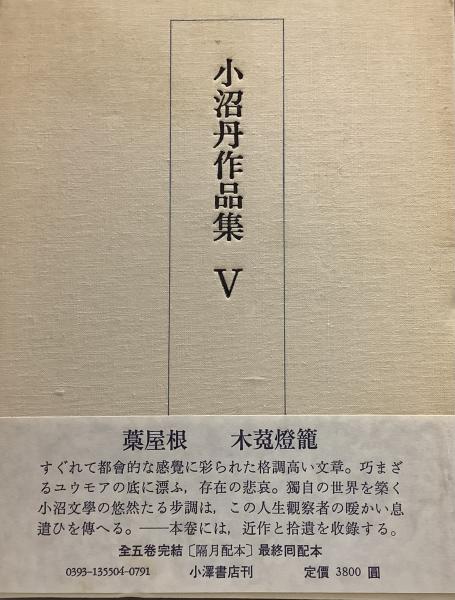 小沼丹作品集 Ⅴ
藁屋根　木菟燈籠
すぐれて都會的な感覺に彩られた格調高い文章。巧まざ
るユウモアの底に漂ふ，存在の悲哀。獨自の世界を築く
小沼文學の悠然たる步調は，この人生觀察者の暖かい息
遣ひを傳へる。――本卷には，近作と拾遺を收錄する。
全五卷完結〔隔月配本〕最終回配本
0393-135504-0791　小澤書店刊　定價 3800 圓